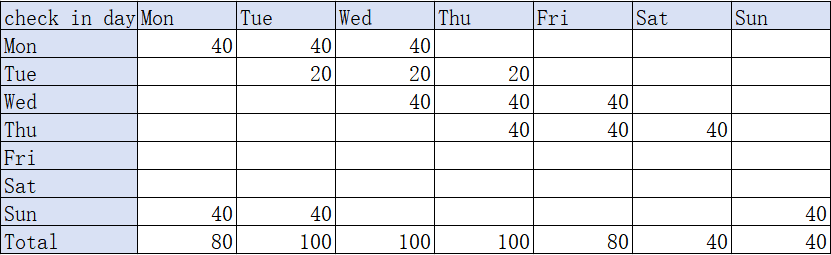 check in day Mon Tue Wed Thu Fri Sat Sun
Mon 40 40 40
Tue 20 20 20
Wed 40 40 40
Thu 40 40 40
Fri
Sat
Sun 40 40 40
Total 80 100 100 100 80 40 40